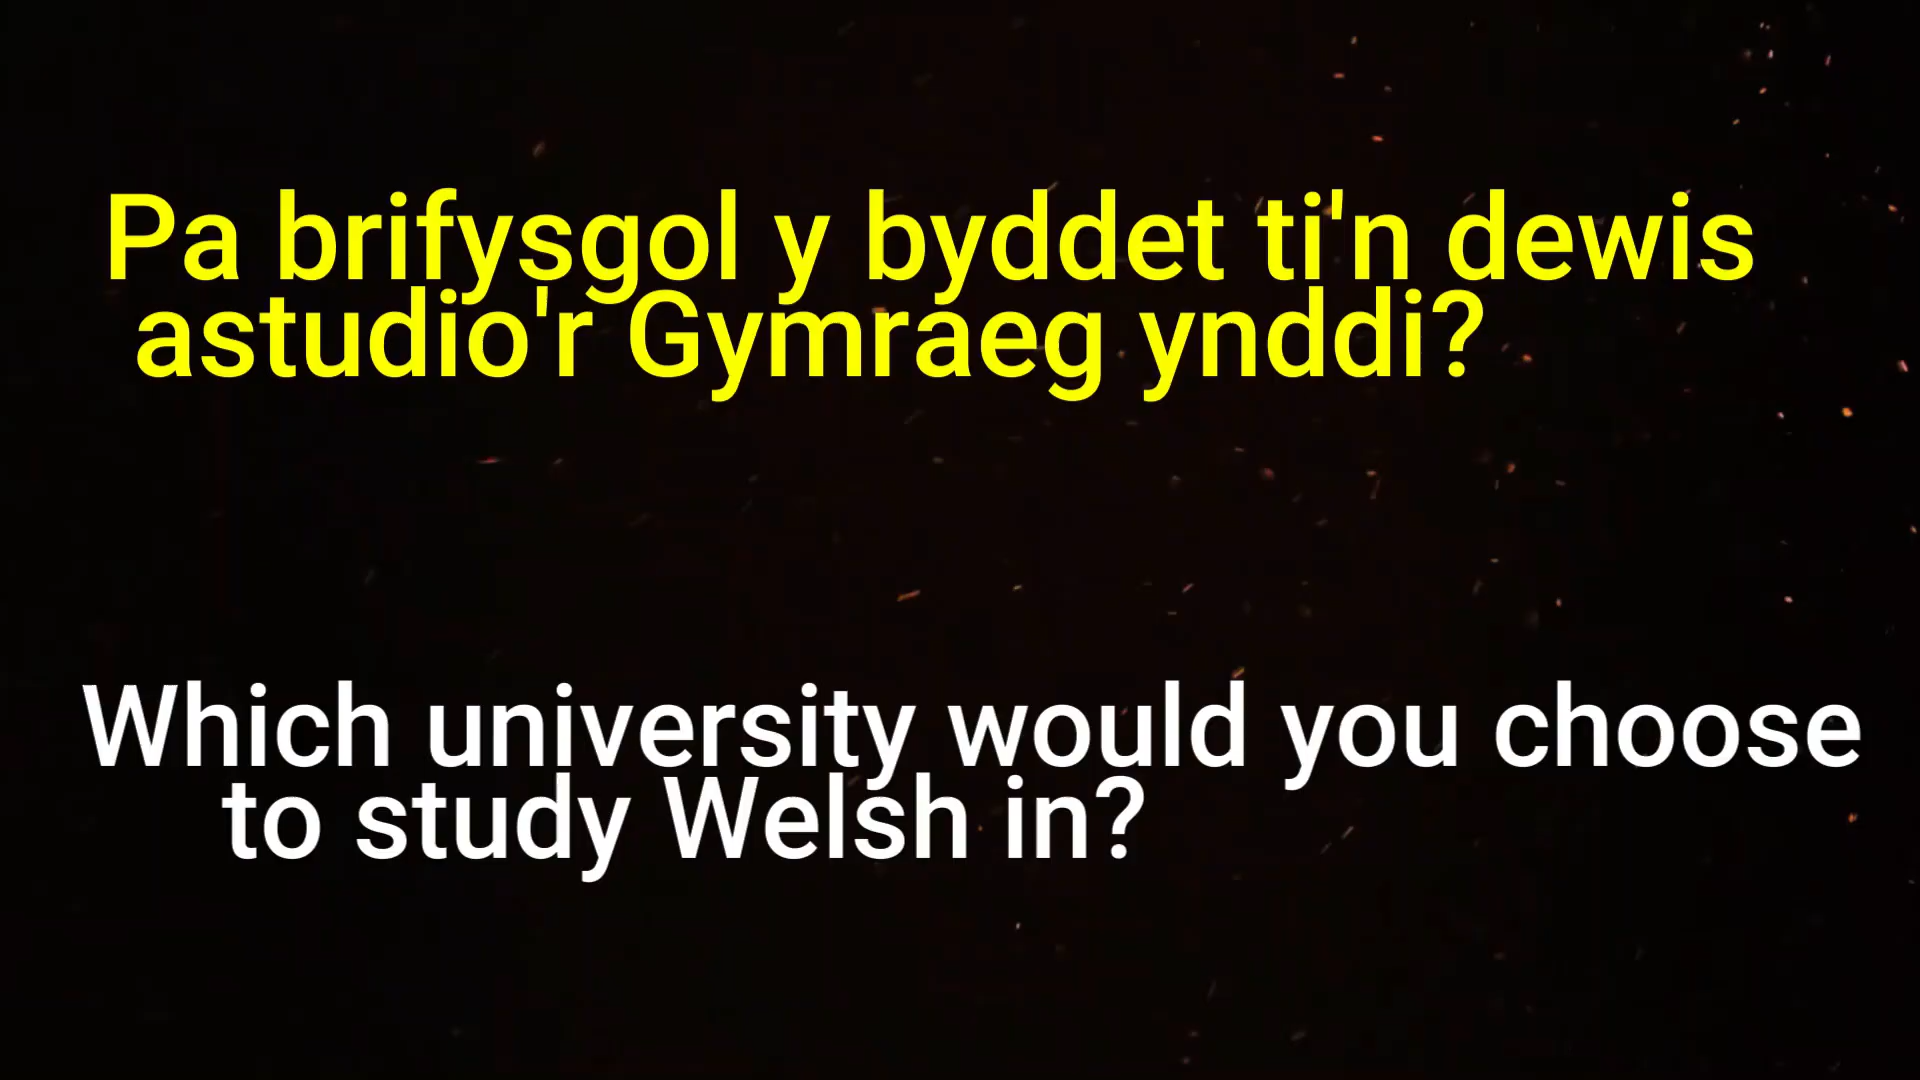 Pa brifysgol y byddet ti'n dewis
astudio'r Gymraeg ynddi?
Which university would you choose
to study Welsh in?